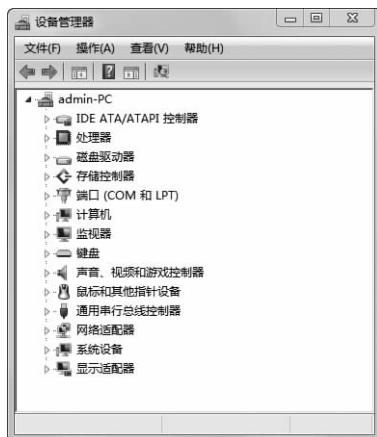 设备管理器
文件(F) 操作(A) 查看(V) 帮助(H)
admin-PC
IDE ATA/ATAPI 控制器
处理器
磁盘驱动器
存储控制器
端口 (COM 和 LPT)
计算机
监视器
键盘
声音、视频和游戏控制器
鼠标和其他指针设备
通用串行总线控制器
网络适配器
系统设备
显示适配器